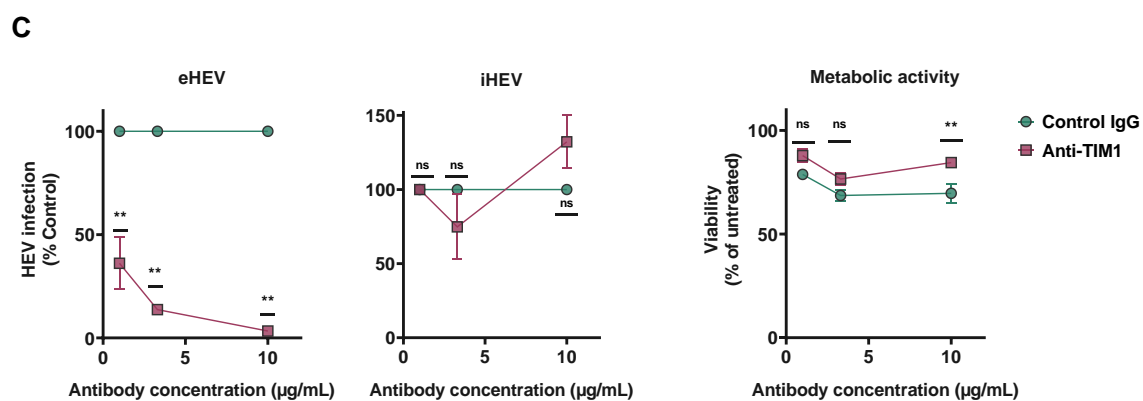 C
eHEV
HEV infection
(% Control)
100
50
0
**
**
**
0
5
10
Antibody concentration (µg/mL)
iHEV
150
100
50
0
ns
ns
ns
0
5
10
Antibody concentration (µg/mL)
Metabolic activity
Viability
(% of untreated)
100
50
0
ns
ns
**
0
5
10
Antibody concentration (µg/mL)
Control IgG
Anti-TIM1